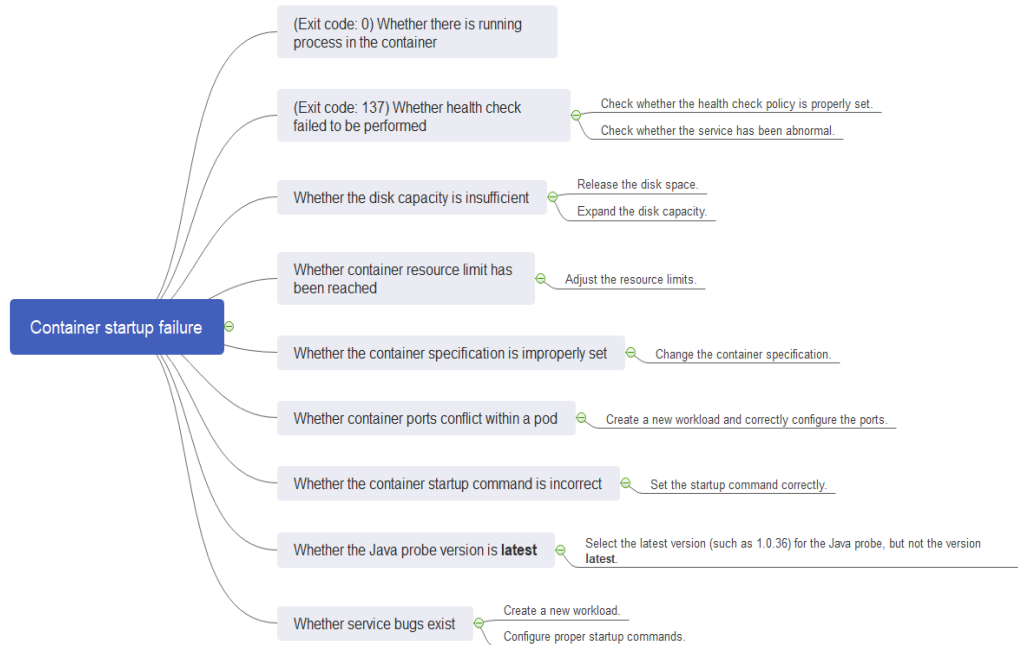 Container startup failure
(Exit code: 0) Whether there is running
process in the container
(Exit code: 137) Whether health check
failed to be performed
Check whether the health check policy is properly set.
Check whether the service has been abnormal.
Whether the disk capacity is insufficient
Release the disk space.
Expand the disk capacity.
Whether container resource limit has
been reached
Adjust the resource limits.
Whether the container specification is improperly set
Change the container specification.
Whether container ports conflict within a pod
Create a new workload and correctly configure the ports.
Whether the container startup command is incorrect
Set the startup command correctly.
Whether the Java probe version is latest
Select the latest version (such as 1.0.36) for the Java probe, but not the version
latest.
Whether service bugs exist
Create a new workload.
Configure proper startup commands.